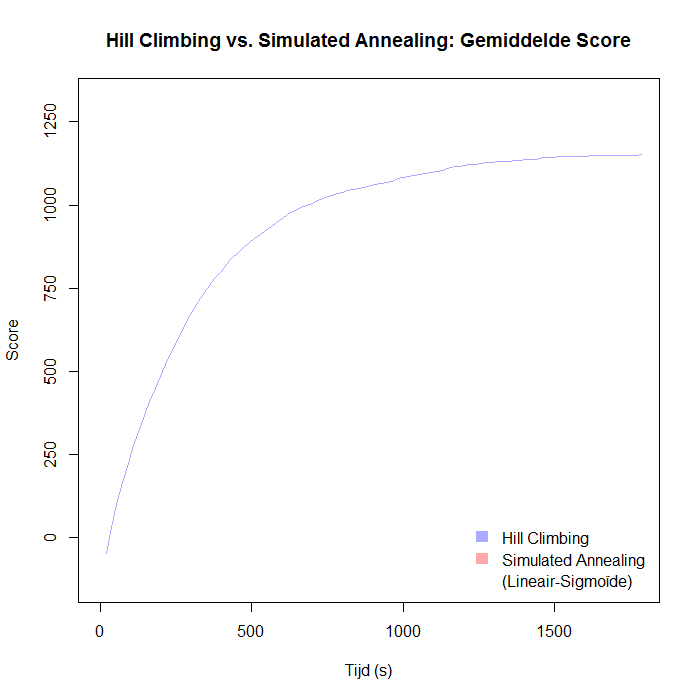 Hill Climbing vs. Simulated Annealing: Gemiddelde Score
1250
1000
750
500
250
0
Score
Hill Climbing
Simulated Annealing
(Lineair-Sigmoïde)
0 500 1000 1500
Tijd (s)